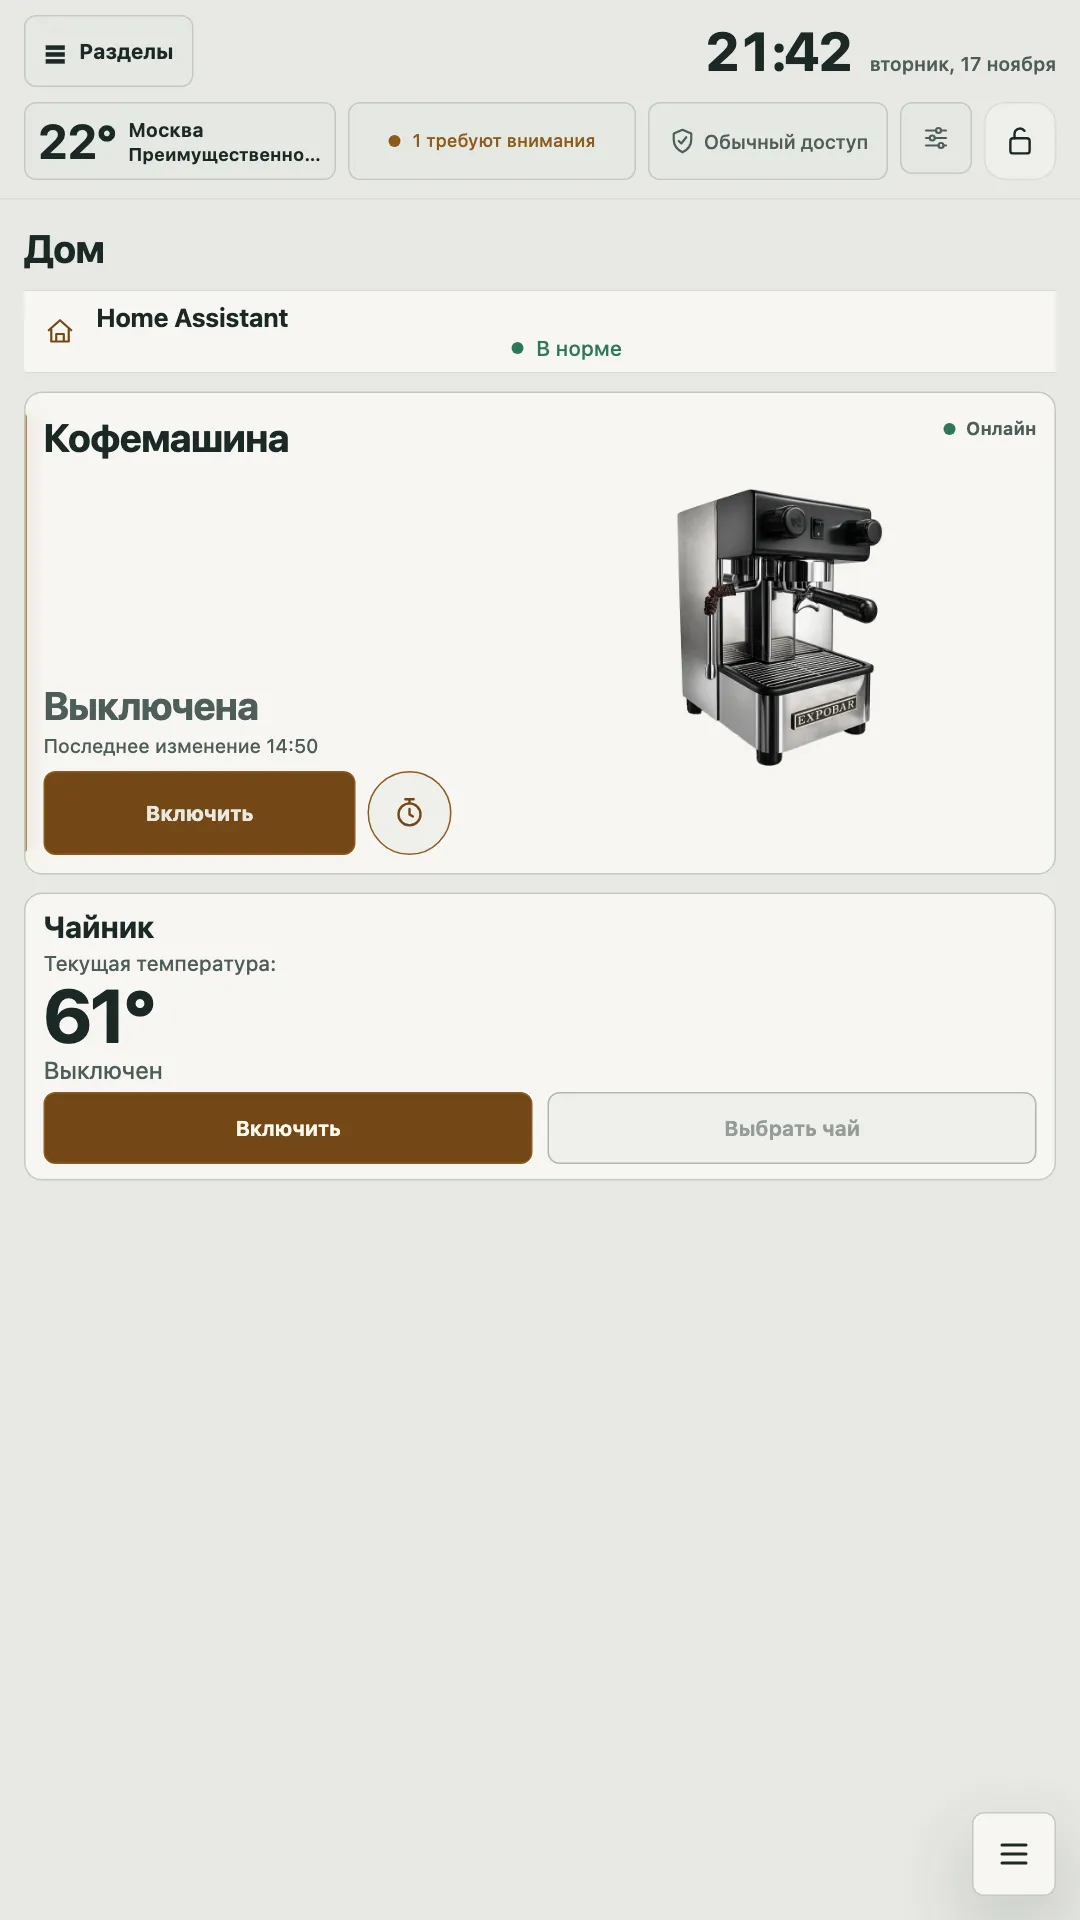 Разделы
21:42 вторник, 17 ноября
22° Москва
Преимущественно...
1 требуют внимания
Обычный доступ
Дом
Home Assistant
В норме
Кофемашина
Онлайн
EXPOBAR
Выключена
Последнее изменение 14:50
Включить
Чайник
Текущая температура:
61°
Выключен
Включить
Выбрать чай